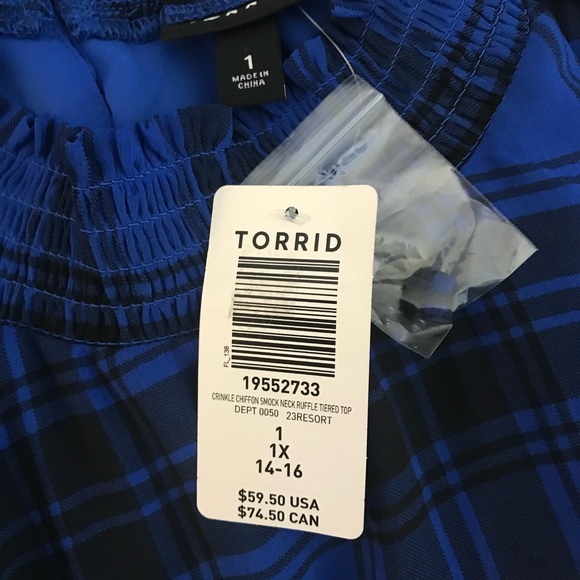 1
MADE IN
CHINA
TORRID
FL_138
19552733
CRINKLE CHIFFON SMOCK NECK RUFFLE TIERED TOP
DEPT 0050 23RESORT
1
1X
14-16
$59.50 USA
$74.50 CAN